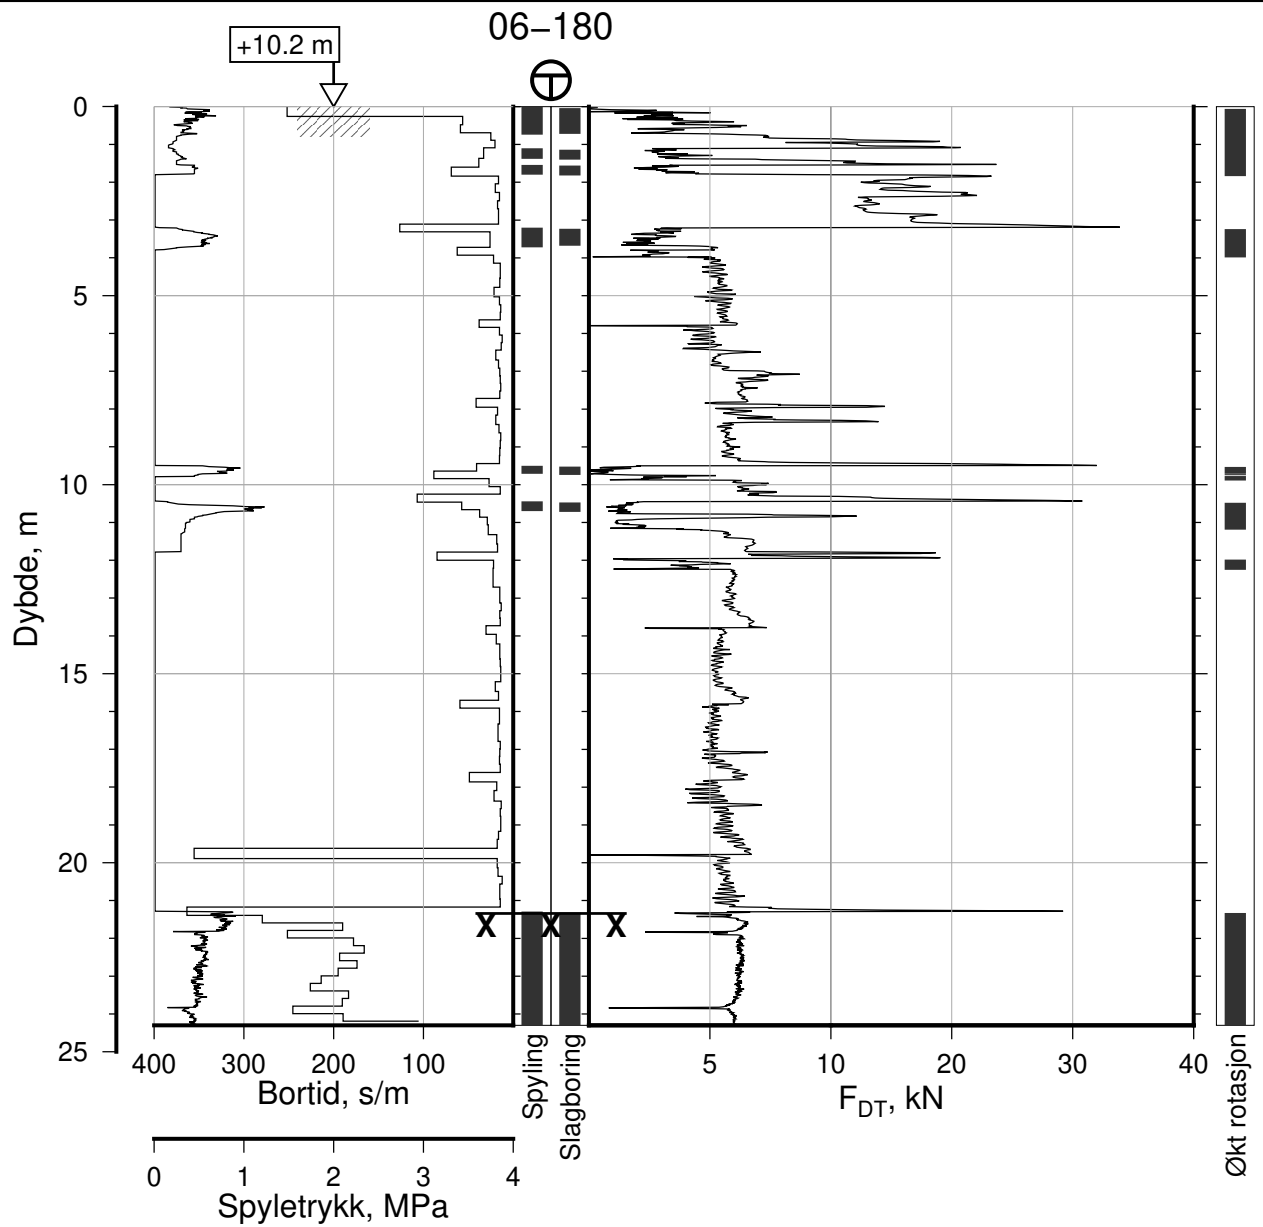 06–180
+10.2 m
0
5
10
15
20
25
Dybde, m
400 300 200 100
Bortid, s/m
0 1 2 3 4
Spyletrykk, MPa
Spyling
Slagboring
X X X
5 10 20 30 40
F_DT, kN
Økt rotasjon